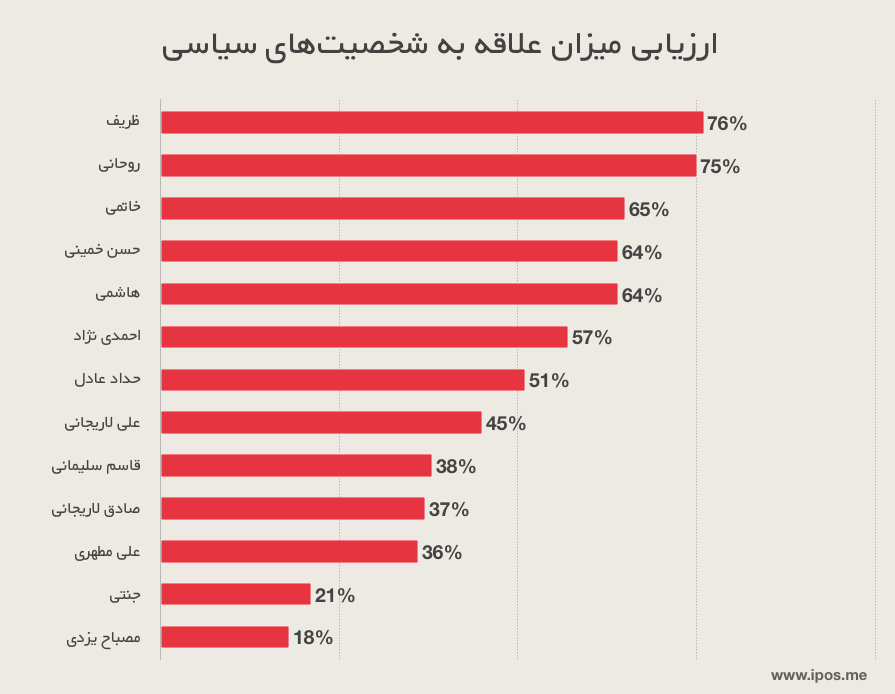 ارزیابی میزان علاقه به شخصیت‌های سیاسی
ظریف 76%
روحانی 75%
خاتمی 65%
حسن خمینی 64%
هاشمی 64%
احمدی نژاد 57%
حداد عادل 51%
علی لاریجانی 45%
قاسم سلیمانی 38%
صادق لاریجانی 37%
علی مطهری 36%
جنتی 21%
مصباح یزدی 18%
www.ipos.me